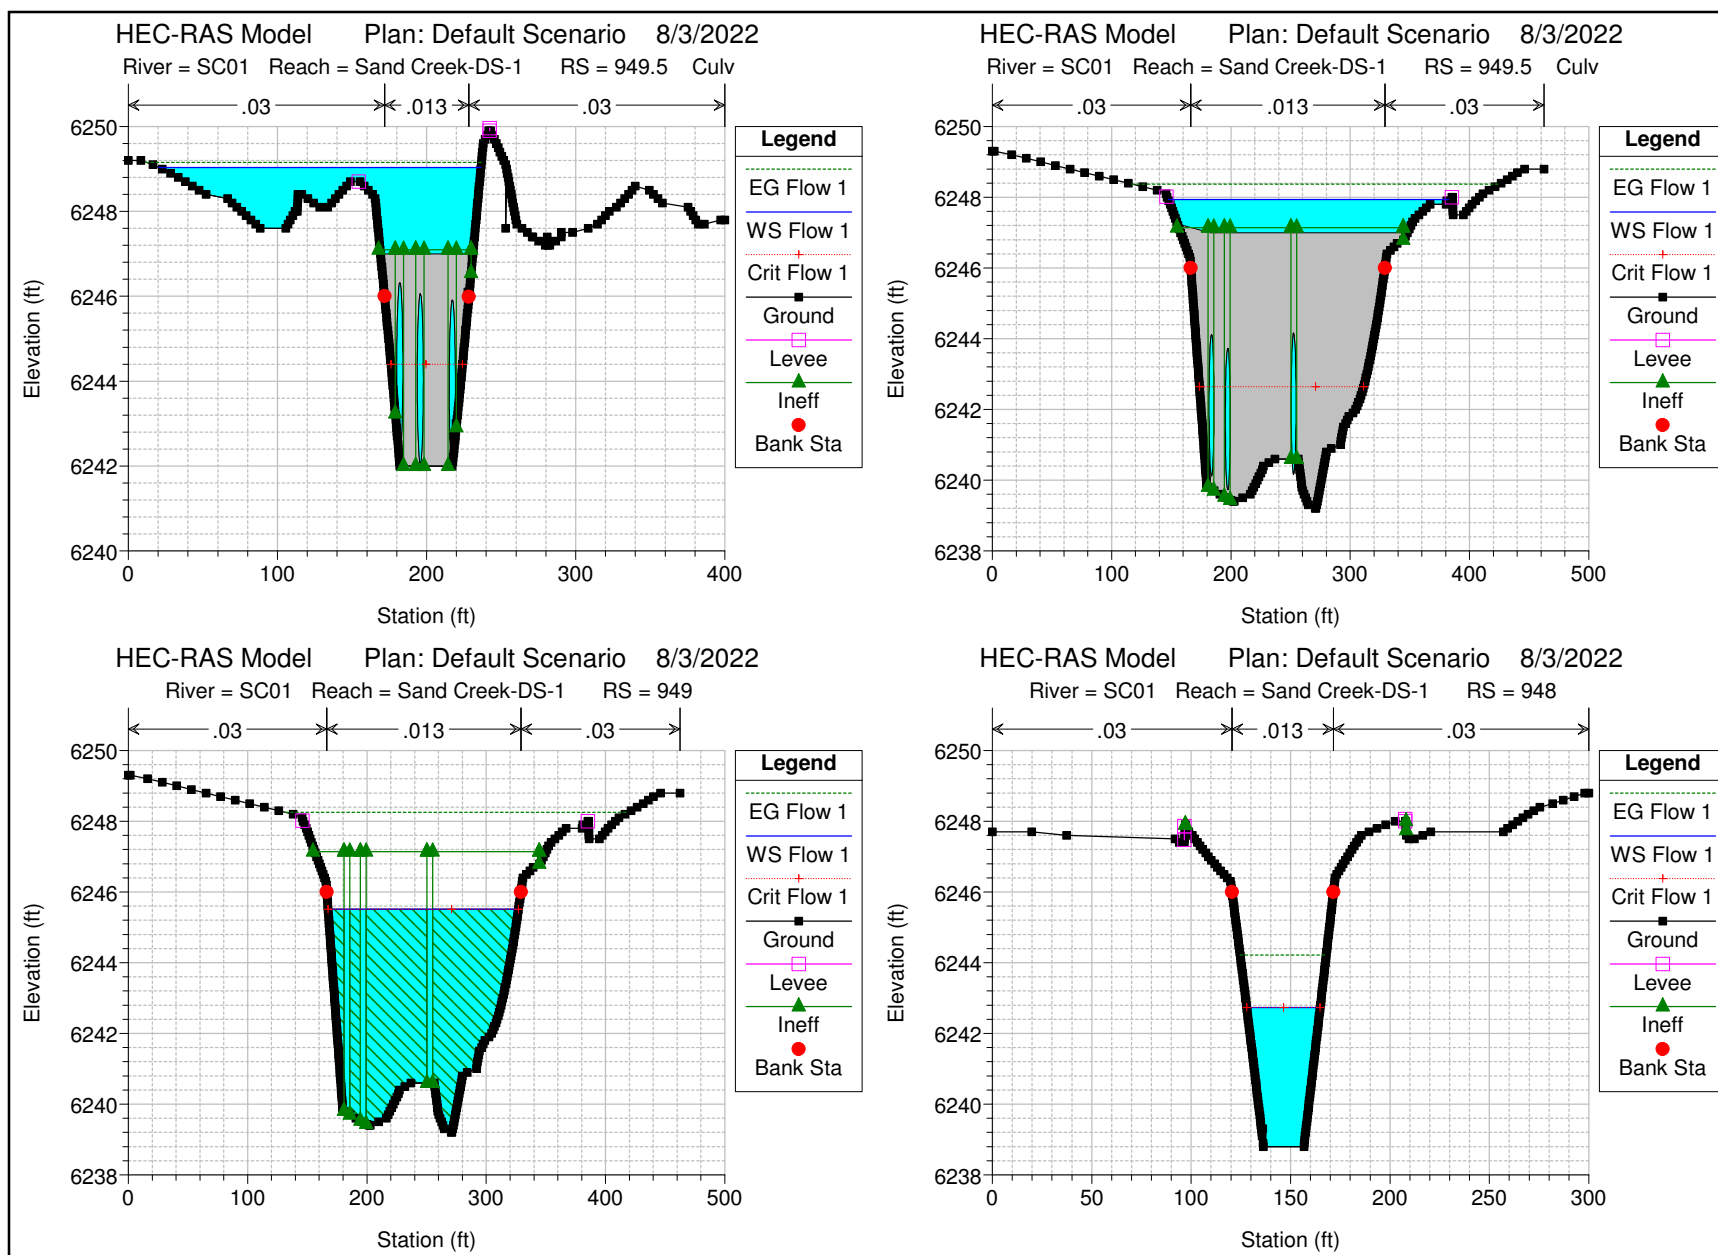 HEC-RAS Model Plan: Default Scenario 8/3/2022
River = SC01 Reach = Sand Creek-DS-1 RS = 949.5 Culv
.03 .013 .03
6250
6248
6246
6244
6242
6240
Elevation (ft)
0 100 200 300 400
Station (ft)
Legend
EG Flow 1
WS Flow 1
Crit Flow 1
Ground
Levee
Ineff
Bank Sta
HEC-RAS Model Plan: Default Scenario 8/3/2022
River = SC01 Reach = Sand Creek-DS-1 RS = 949.5 Culv
.03 .013 .03
6250
6248
6246
6244
6242
6240
6238
Elevation (ft)
0 100 200 300 400 500
Station (ft)
Legend
EG Flow 1
WS Flow 1
Crit Flow 1
Ground
Levee
Ineff
Bank Sta
HEC-RAS Model Plan: Default Scenario 8/3/2022
River = SC01 Reach = Sand Creek-DS-1 RS = 949
.03 .013 .03
6250
6248
6246
6244
6242
6240
6238
Elevation (ft)
0 100 200 300 400 500
Station (ft)
Legend
EG Flow 1
WS Flow 1
Crit Flow 1
Ground
Levee
Ineff
Bank Sta
HEC-RAS Model Plan: Default Scenario 8/3/2022
River = SC01 Reach = Sand Creek-DS-1 RS = 948
.03 .013 .03
6250
6248
6246
6244
6242
6240
6238
Elevation (ft)
0 50 100 150 200 250 300
Station (ft)
Legend
EG Flow 1
WS Flow 1
Crit Flow 1
Ground
Levee
Ineff
Bank Sta